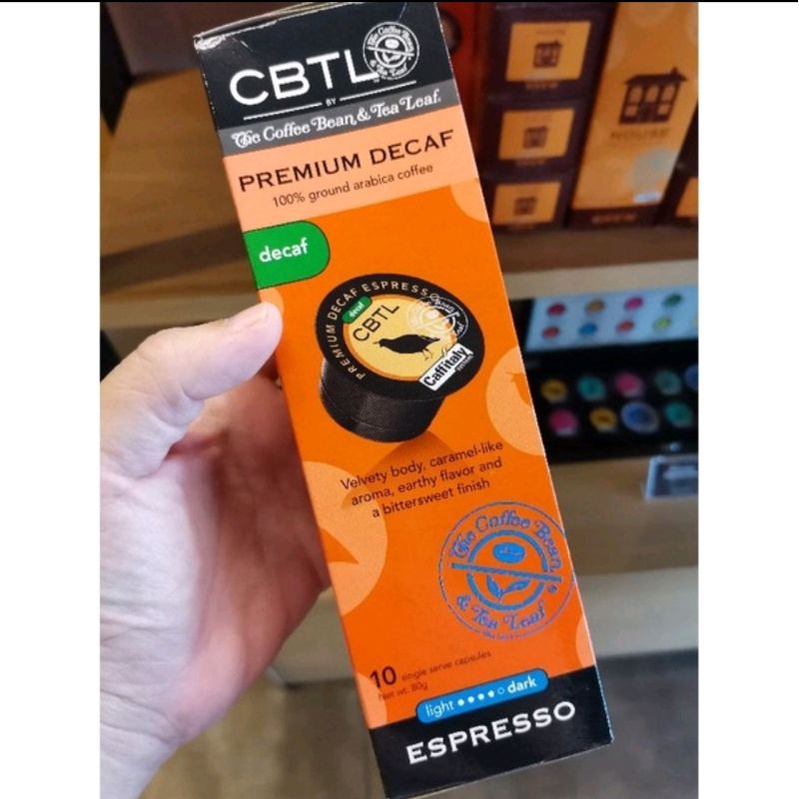 CBTL
BY
The Coffee Bean & Tea Leaf.
PREMIUM DECAF
100% ground arabica coffee
decaf
PREMIUM DECAF ESPRESSO
decaf
CBTL
Caffitaly
Velvety body, caramel-like
aroma, earthy flavor and
a bittersweet finish
The Coffee Bean
& Tea Leaf
10 single serve capsules
Net wt. 80g
light dark
ESPRESSO
HOUSE